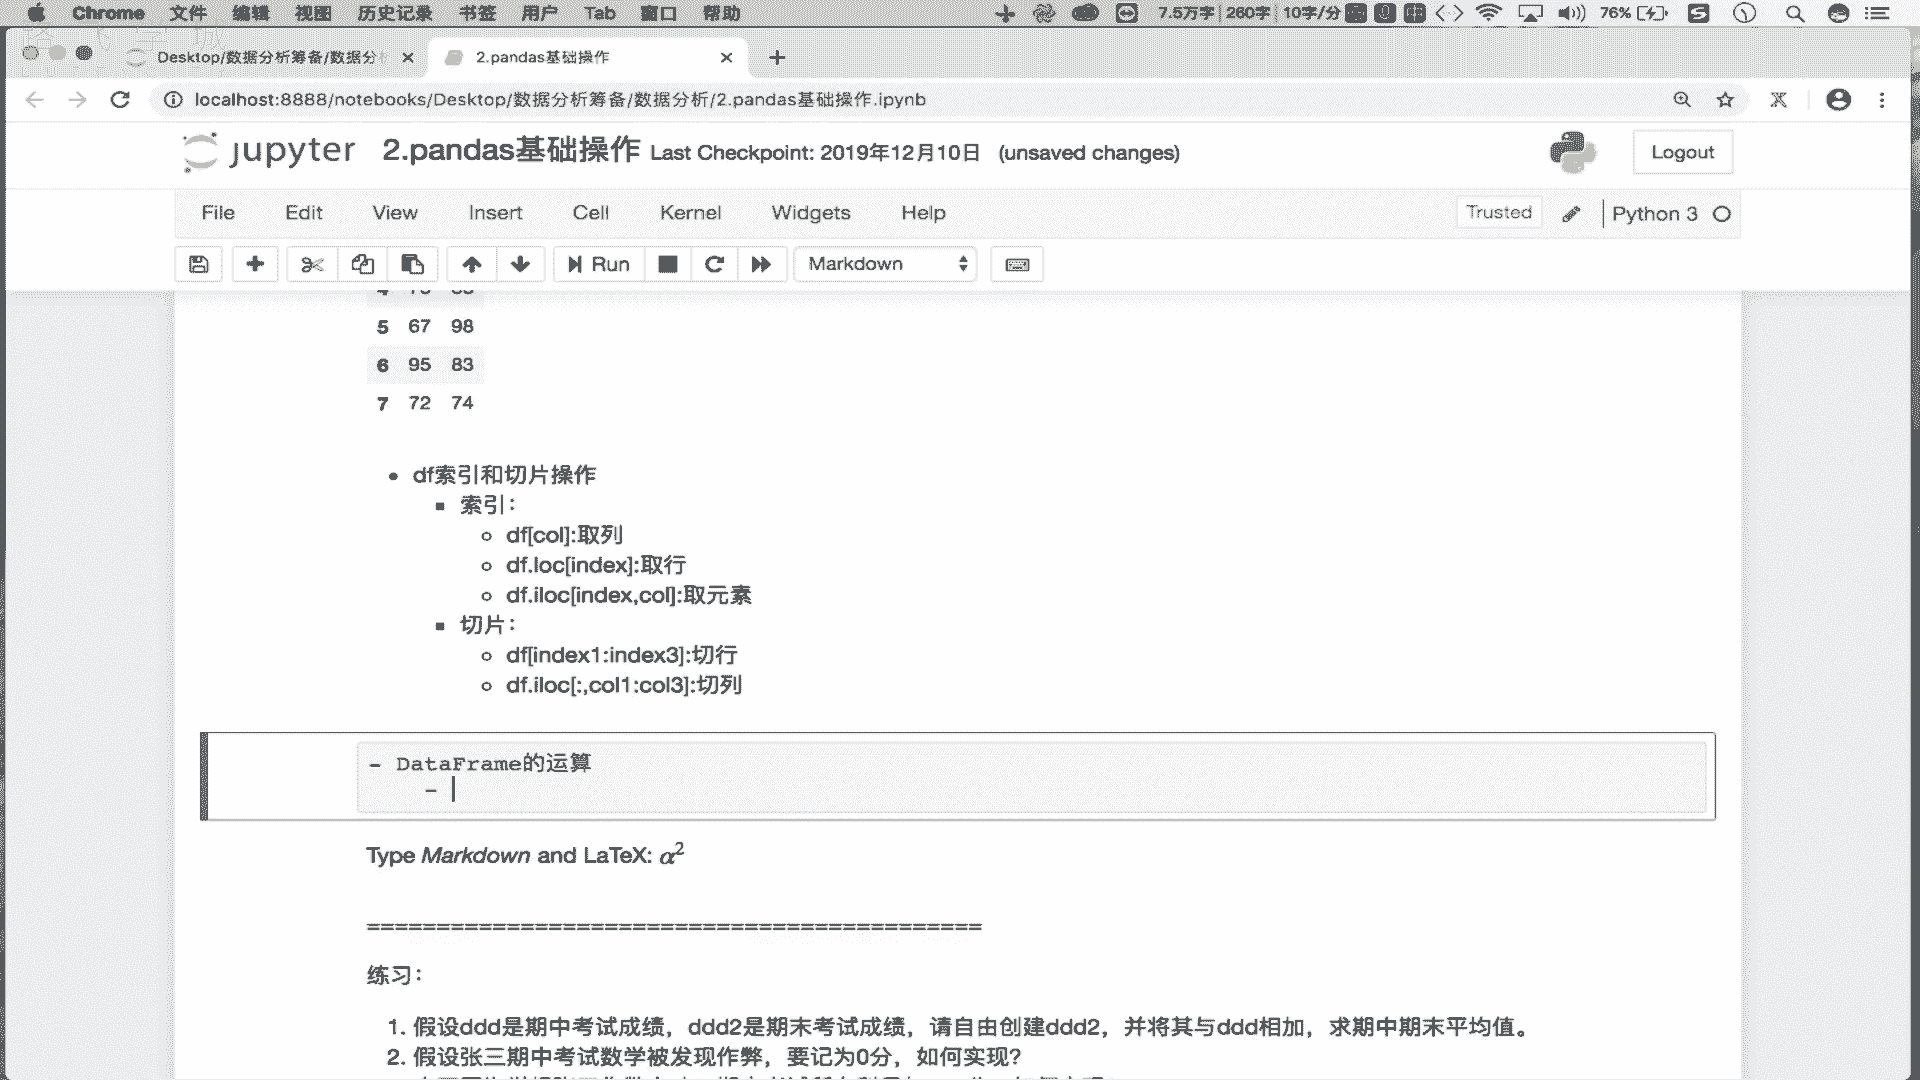 Chrome 文件 编辑 视图 历史记录 书签 用户 Tab 窗口 帮助 7.5万字 260字 10字/分 76%
Desktop/数据分析筹备/数据分 2.pandas基础操作
localhost:8888/notebooks/Desktop/数据分析筹备/数据分析/2.pandas基础操作.ipynb
jupyter 2.pandas基础操作 Last Checkpoint: 2019年12月10日 (unsaved changes) Logout
File Edit View Insert Cell Kernel Widgets Help Trusted Python 3
Run Markdown
5 67 98
6 95 83
7 72 74
• df索引和切片操作
▪ 索引：
◦ df[col]:取列
◦ df.loc[index]:取行
◦ df.iloc[index,col]:取元素
▪ 切片：
◦ df[index1:index3]:切行
◦ df.iloc[:,col1:col3]:切列
- DataFrame的运算
-
Type Markdown and LaTeX: α²
============================================
练习：
1. 假设ddd是期中考试成绩，ddd2是期末考试成绩，请自由创建ddd2，并将其与ddd相加，求期中期末平均值。
2. 假设张三期中考试数学被发现作弊，要记为0分，如何实现？